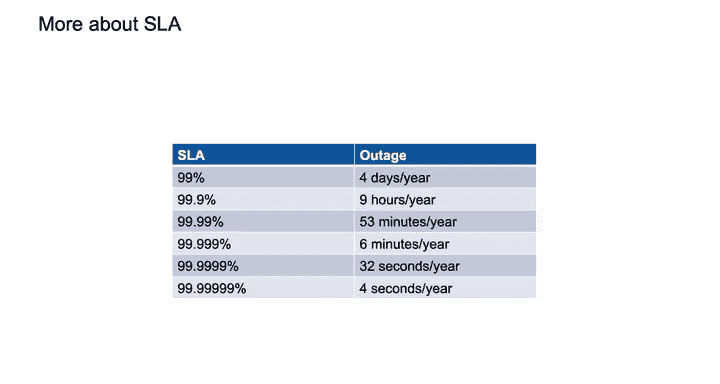 More about SLA
SLA Outage
99% 4 days/year
99.9% 9 hours/year
99.99% 53 minutes/year
99.999% 6 minutes/year
99.9999% 32 seconds/year
99.99999% 4 seconds/year